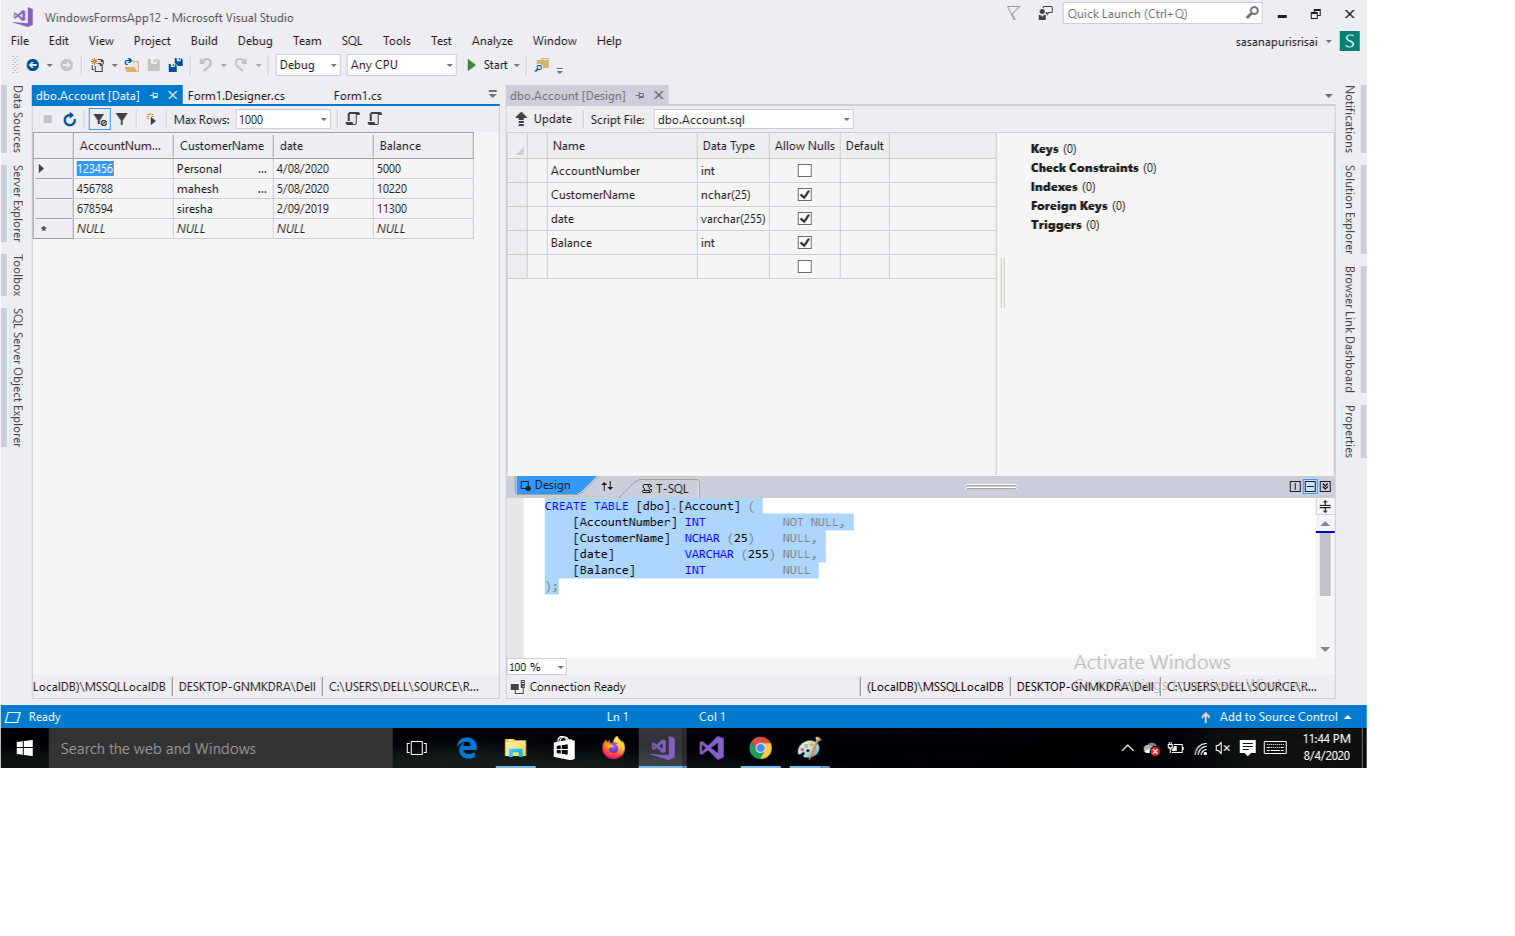 WindowsFormsApp12 - Microsoft Visual Studio
Quick Launch (Ctrl+Q)
File Edit View Project Build Debug Team SQL Tools Test Analyze Window Help
sasanapurisrisai S
Debug Any CPU Start
dbo.Account [Data] Form1.Designer.cs Form1.cs
dbo.Account [Design]
Max Rows: 1000
Update Script File: dbo.Account.sql
Data Sources
Server Explorer
Toolbox
SQL Server Object Explorer
AccountNum... CustomerName date Balance
123456 Personal ... 4/08/2020 5000
456788 mahesh ... 5/08/2020 10220
678594 siresha 2/09/2019 11300
NULL NULL NULL NULL
Name Data Type Allow Nulls Default
AccountNumber int
CustomerName nchar(25)
date varchar(255)
Balance int
Keys (0)
Check Constraints (0)
Indexes (0)
Foreign Keys (0)
Triggers (0)
Notifications
Solution Explorer
Browser Link Dashboard
Properties
Design T-SQL
CREATE TABLE [dbo].[Account] (
[AccountNumber] INT NOT NULL,
[CustomerName] NCHAR (25) NULL,
[date] VARCHAR (255) NULL,
[Balance] INT NULL
);
100 %
Activate Windows
LocalDB)\MSSQLLocalDB DESKTOP-GNMKDRA\Dell C:\USERS\DELL\SOURCE\R...
Connection Ready (LocalDB)\MSSQLLocalDB DESKTOP-GNMKDRA\Dell C:\USERS\DELL\SOURCE\R...
Ready Ln 1 Col 1 Add to Source Control
Search the web and Windows
11:44 PM
8/4/2020